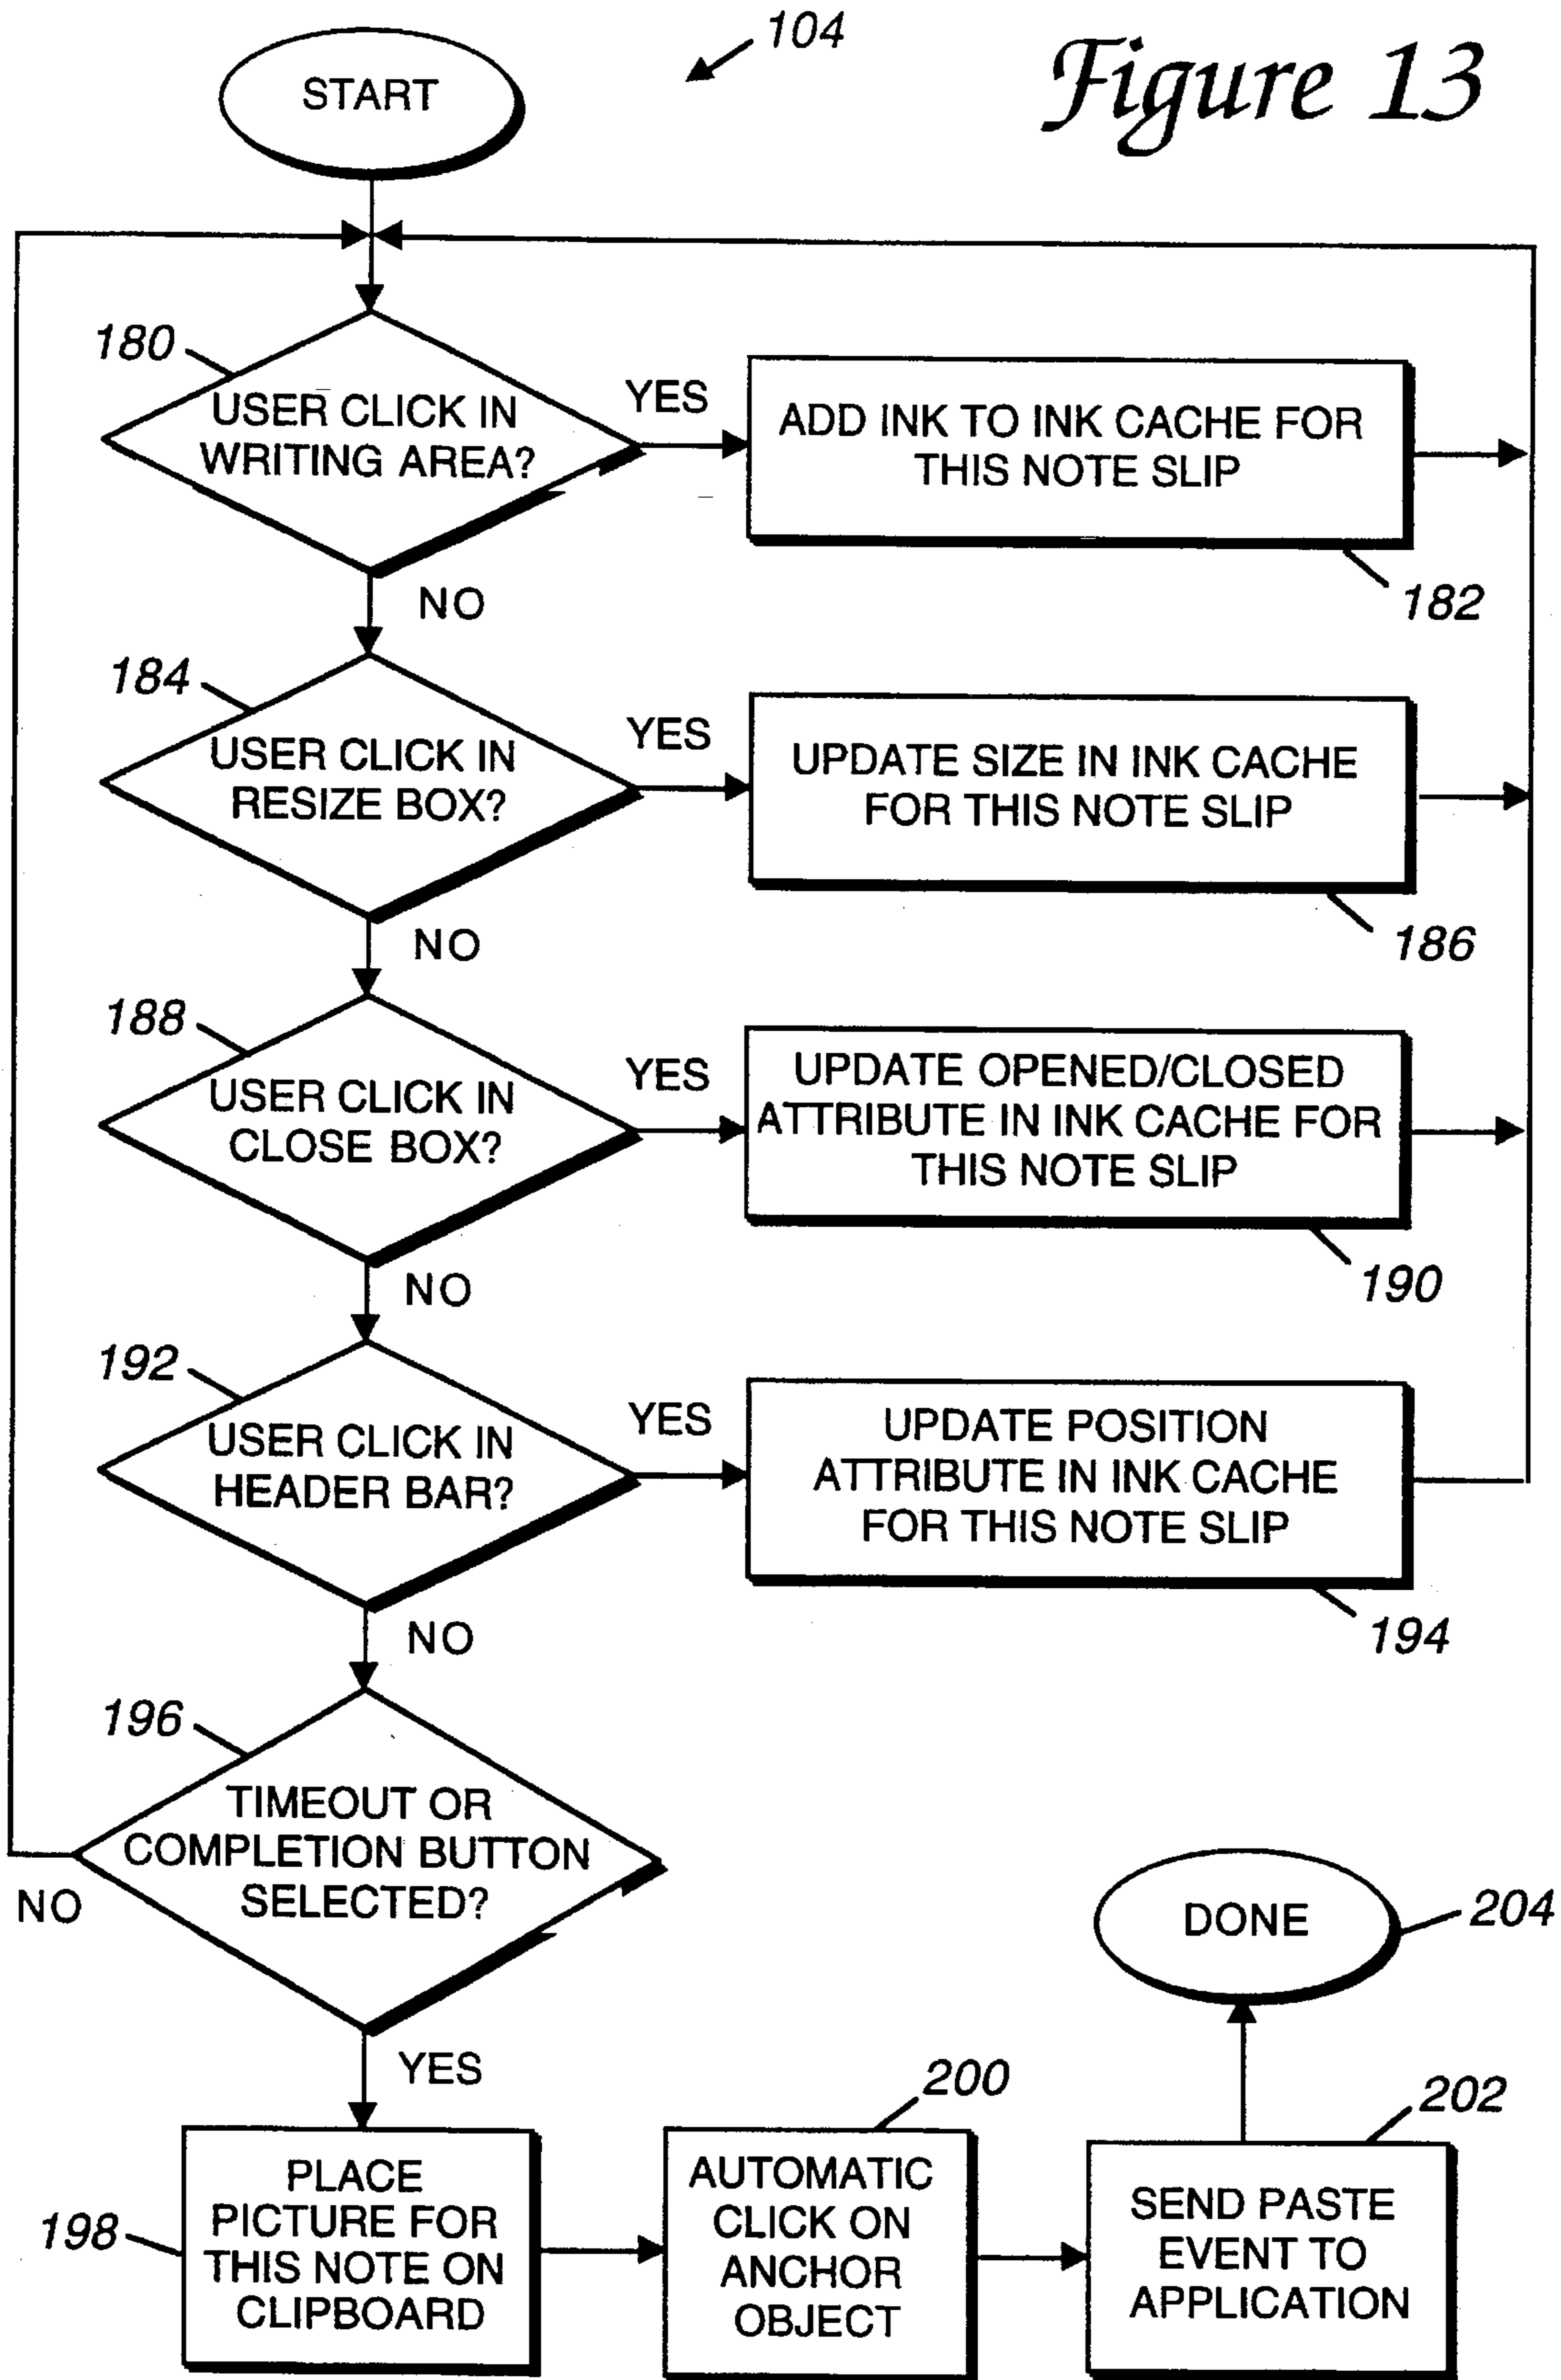 104
Figure 13
START
180
USER CLICK IN
WRITING AREA?
YES
ADD INK TO INK CACHE FOR
THIS NOTE SLIP
182
NO
184
USER CLICK IN
RESIZE BOX?
YES
UPDATE SIZE IN INK CACHE
FOR THIS NOTE SLIP
186
NO
188
USER CLICK IN
CLOSE BOX?
YES
UPDATE OPENED/CLOSED
ATTRIBUTE IN INK CACHE FOR
THIS NOTE SLIP
190
NO
192
USER CLICK IN
HEADER BAR?
YES
UPDATE POSITION
ATTRIBUTE IN INK CACHE
FOR THIS NOTE SLIP
194
NO
196
TIMEOUT OR
COMPLETION BUTTON
SELECTED?
NO
YES
198
PLACE
PICTURE FOR
THIS NOTE ON
CLIPBOARD
200
AUTOMATIC
CLICK ON
ANCHOR
OBJECT
202
SEND PASTE
EVENT TO
APPLICATION
DONE
204